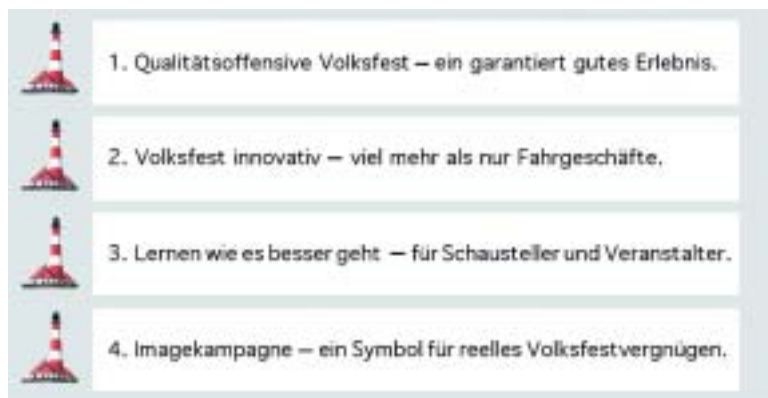 1. Qualitätsoffensive Volksfest – ein garantiert gutes Erlebnis.
2. Volksfest innovativ – viel mehr als nur Fahrgeschäfte.
3. Lernen wie es besser geht – für Schausteller und Veranstalter.
4. Imagekampagne – ein Symbol für reelles Volksfestvergnügen.